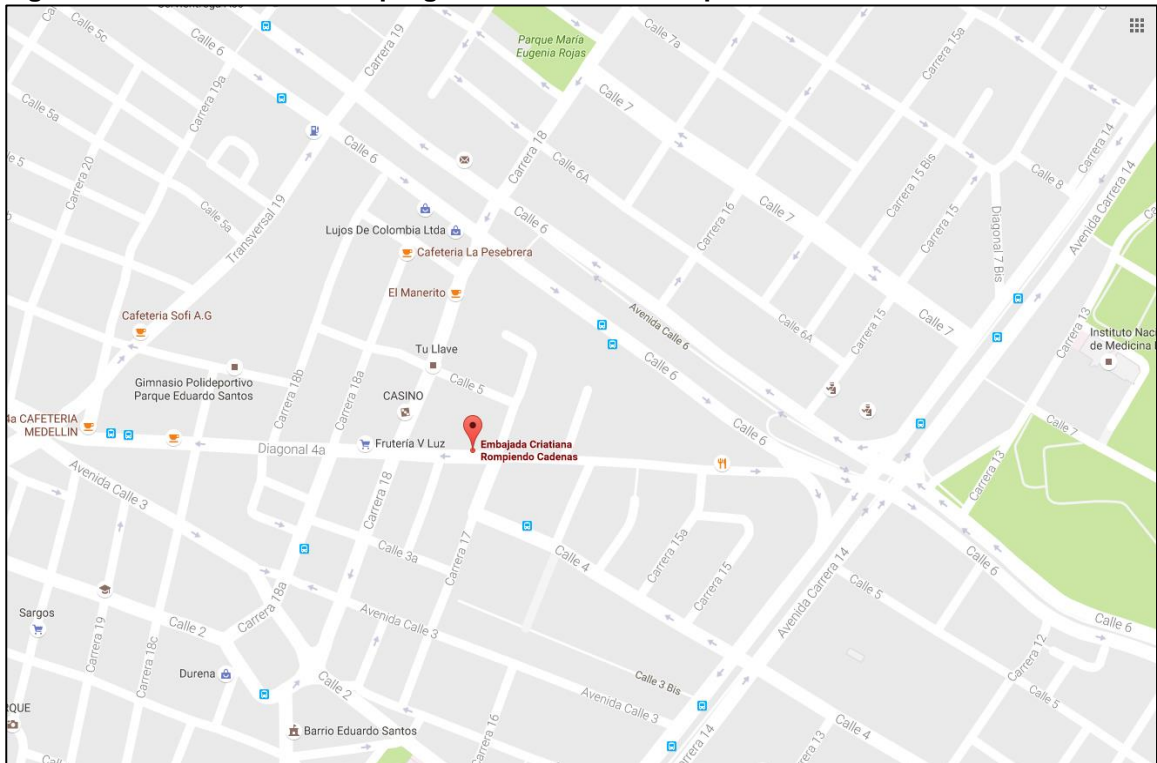 Calle 5c
Calle 6
Carrera 19
Carrera 19a
Calle 5a
Carrera 20
Calle 5a
Transversal 19
Calle 6
Parque María
Eugenia Rojas
Calle 7a
Carrera 15a
Calle 7
Carrera 18
Calle 6A
Carrera 16
Carrera 15 Bis
Carrera 15
Calle 8
Carrera 14
Avenida Carrera 14
Diagonal 7 Bis
Calle 7
Lujos De Colombia Ltda
Calle 6
Cafeteria La Pesebrera
El Manerito
Cafeteria Sofi A.G
Avenida Calle 6
Calle 6A
Carrera 15
Calle 7
Carrera 13
Instituto Nac
de Medicina
Tu Llave
Gimnasio Polideportivo
Parque Eduardo Santos
Carrera 18b
Carrera 18a
Calle 5
Calle 6
CASINO
4a CAFETERIA
MEDELLIN
Diagonal 4a
Frutería V Luz
Embajada Criatiana
Rompiendo Cadenas
Calle 6
Calle 7
Avenida Calle 3
Carrera 18
Carrera 13
Calle 3a
Carrera 17
Calle 4
Carrera 15a
Carrera 15
Avenida Carrera 14
Calle 6
Calle 5
Calle 6
Sargos
Carrera 19
Carrera 18c
Calle 2
Carrera 18a
Avenida Calle 3
Durena
Calle 2
Calle 3 Bis
Avenida Calle 3
Carrera 12
Calle 5
RQUE
Barrio Eduardo Santos
Carrera 16
Carrera 14
Carrera 13
Calle 4